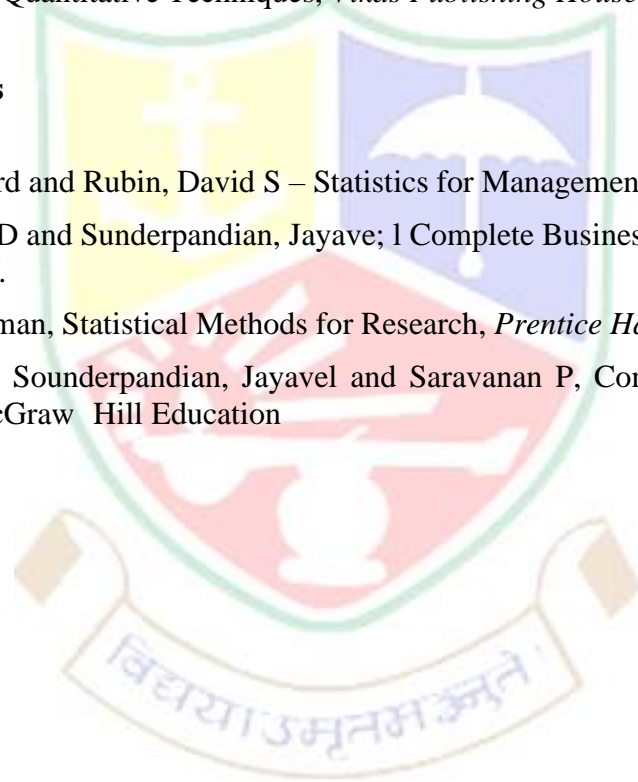 Quantitative Techniques, Vikas Publishing House
s
rd and Rubin, David S – Statistics for Managemen
D and Sunderpandian, Jayave; l Complete Busines
.
man, Statistical Methods for Research, Prentice Ha
Sounderpandian, Jayavel and Saravanan P, Con
cGraw Hill Education
विद्ययाऽमृतमश्नुते